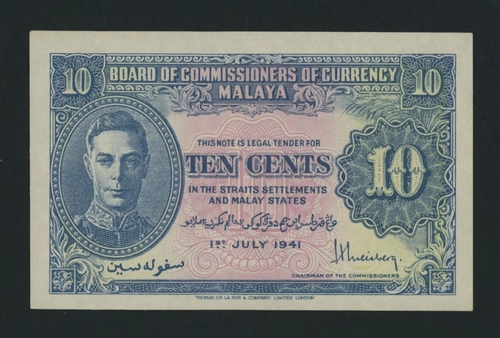 10 BOARD OF COMMISSIONERS OF CURRENCY 10
MALAYA
THIS NOTE IS LEGAL TENDER FOR
TEN CENTS
IN THE STRAITS SETTLEMENTS
AND MALAY STATES
10
1ST JULY 1941
سفوله سين
CHAIRMAN OF THE COMMISSIONERS
THOMAS DE LA RUE & COMPANY, LIMITED, LONDON